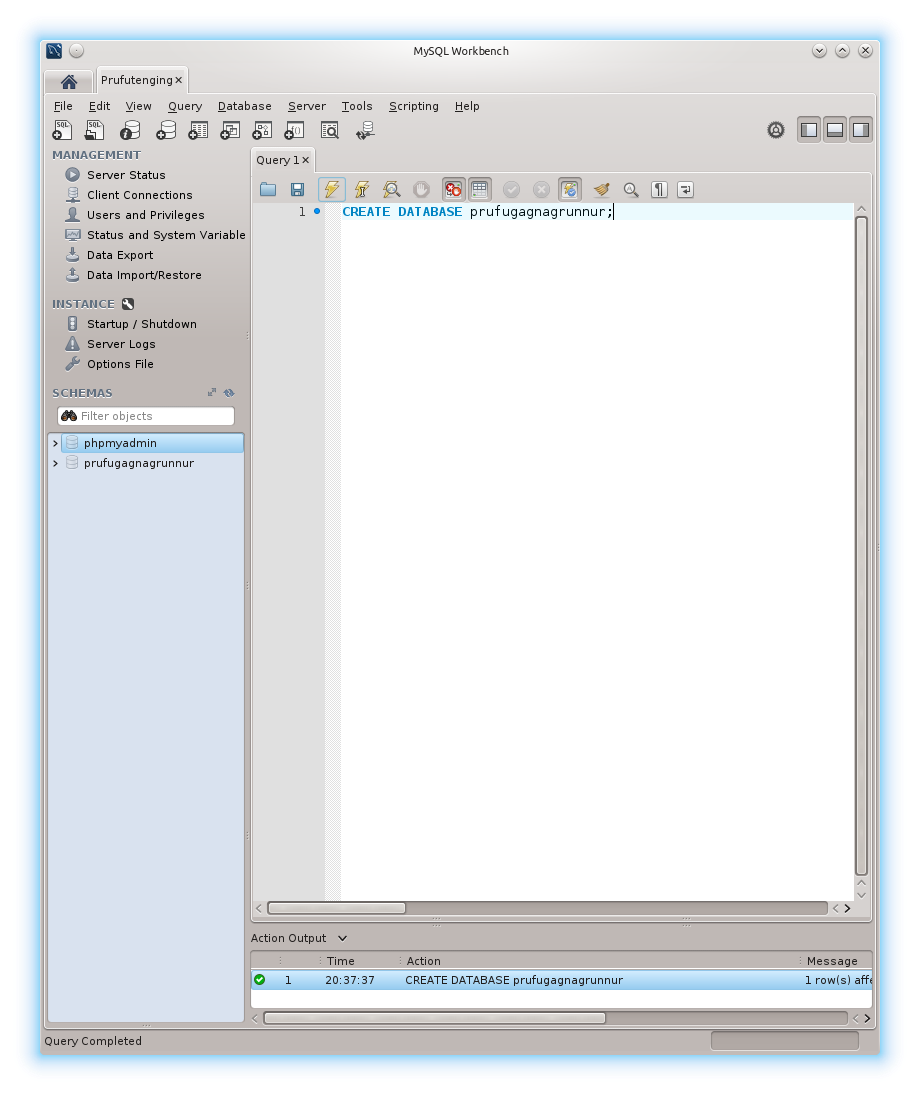 MySQL Workbench
Prufutenging
File Edit View Query Database Server Tools Scripting Help
SQL SQL
MANAGEMENT
Server Status
Client Connections
Users and Privileges
Status and System Variable
Data Export
Data Import/Restore
INSTANCE
Startup / Shutdown
Server Logs
Options File
SCHEMAS
Filter objects
phpmyadmin
prufugagnagrunnur
Query 1
1 CREATE DATABASE prufugagnagrunnur;
Action Output
Time Action Message
1 20:37:37 CREATE DATABASE prufugagnagrunnur 1 row(s) affe
Query Completed